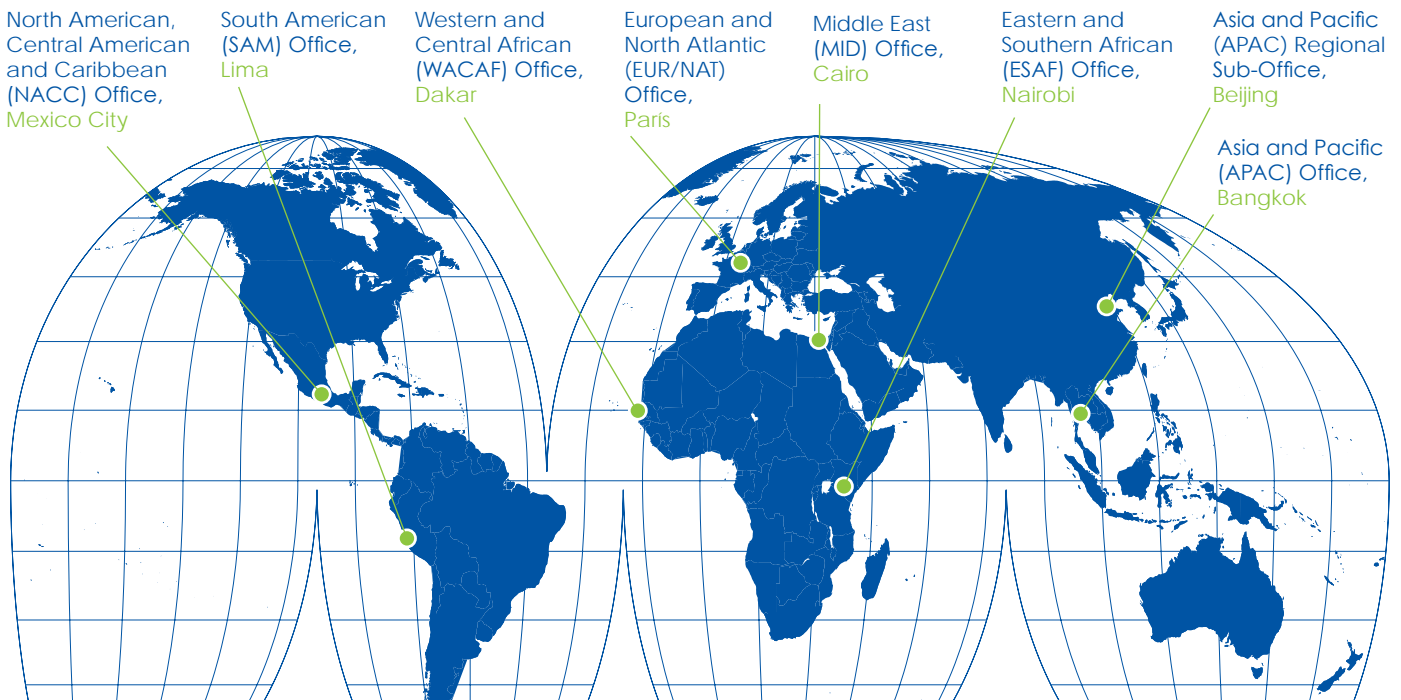 North American,
Central American
and Caribbean
(NACC) Office,
Mexico City
South American
(SAM) Office,
Lima
Western and
Central African
(WACAF) Office,
Dakar
European and
North Atlantic
(EUR/NAT)
Office,
París
Middle East
(MID) Office,
Cairo
Eastern and
Southern African
(ESAF) Office,
Nairobi
Asia and Pacific
(APAC) Regional
Sub-Office,
Beijing
Asia and Pacific
(APAC) Office,
Bangkok